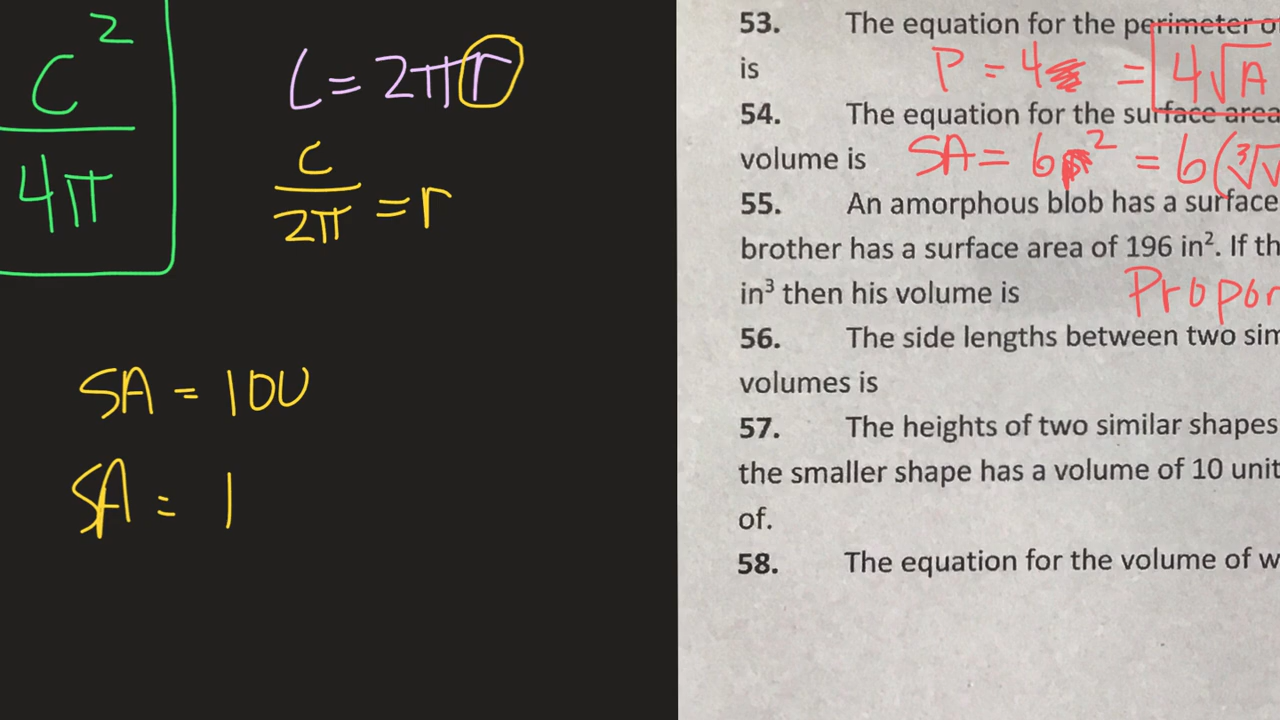 C²
4π
C = 2πr
C
2π = r
SA = 100
SA = 1
53. The equation for the perimeter o
is P = 4 = 4√A
54. The equation for the surface area
volume is SA = 6 ² = 6(∛V
55. An amorphous blob has a surface
brother has a surface area of 196 in². If th
in³ then his volume is Propor
56. The side lengths between two sim
volumes is
57. The heights of two similar shapes
the smaller shape has a volume of 10 unit
of.
58. The equation for the volume of w